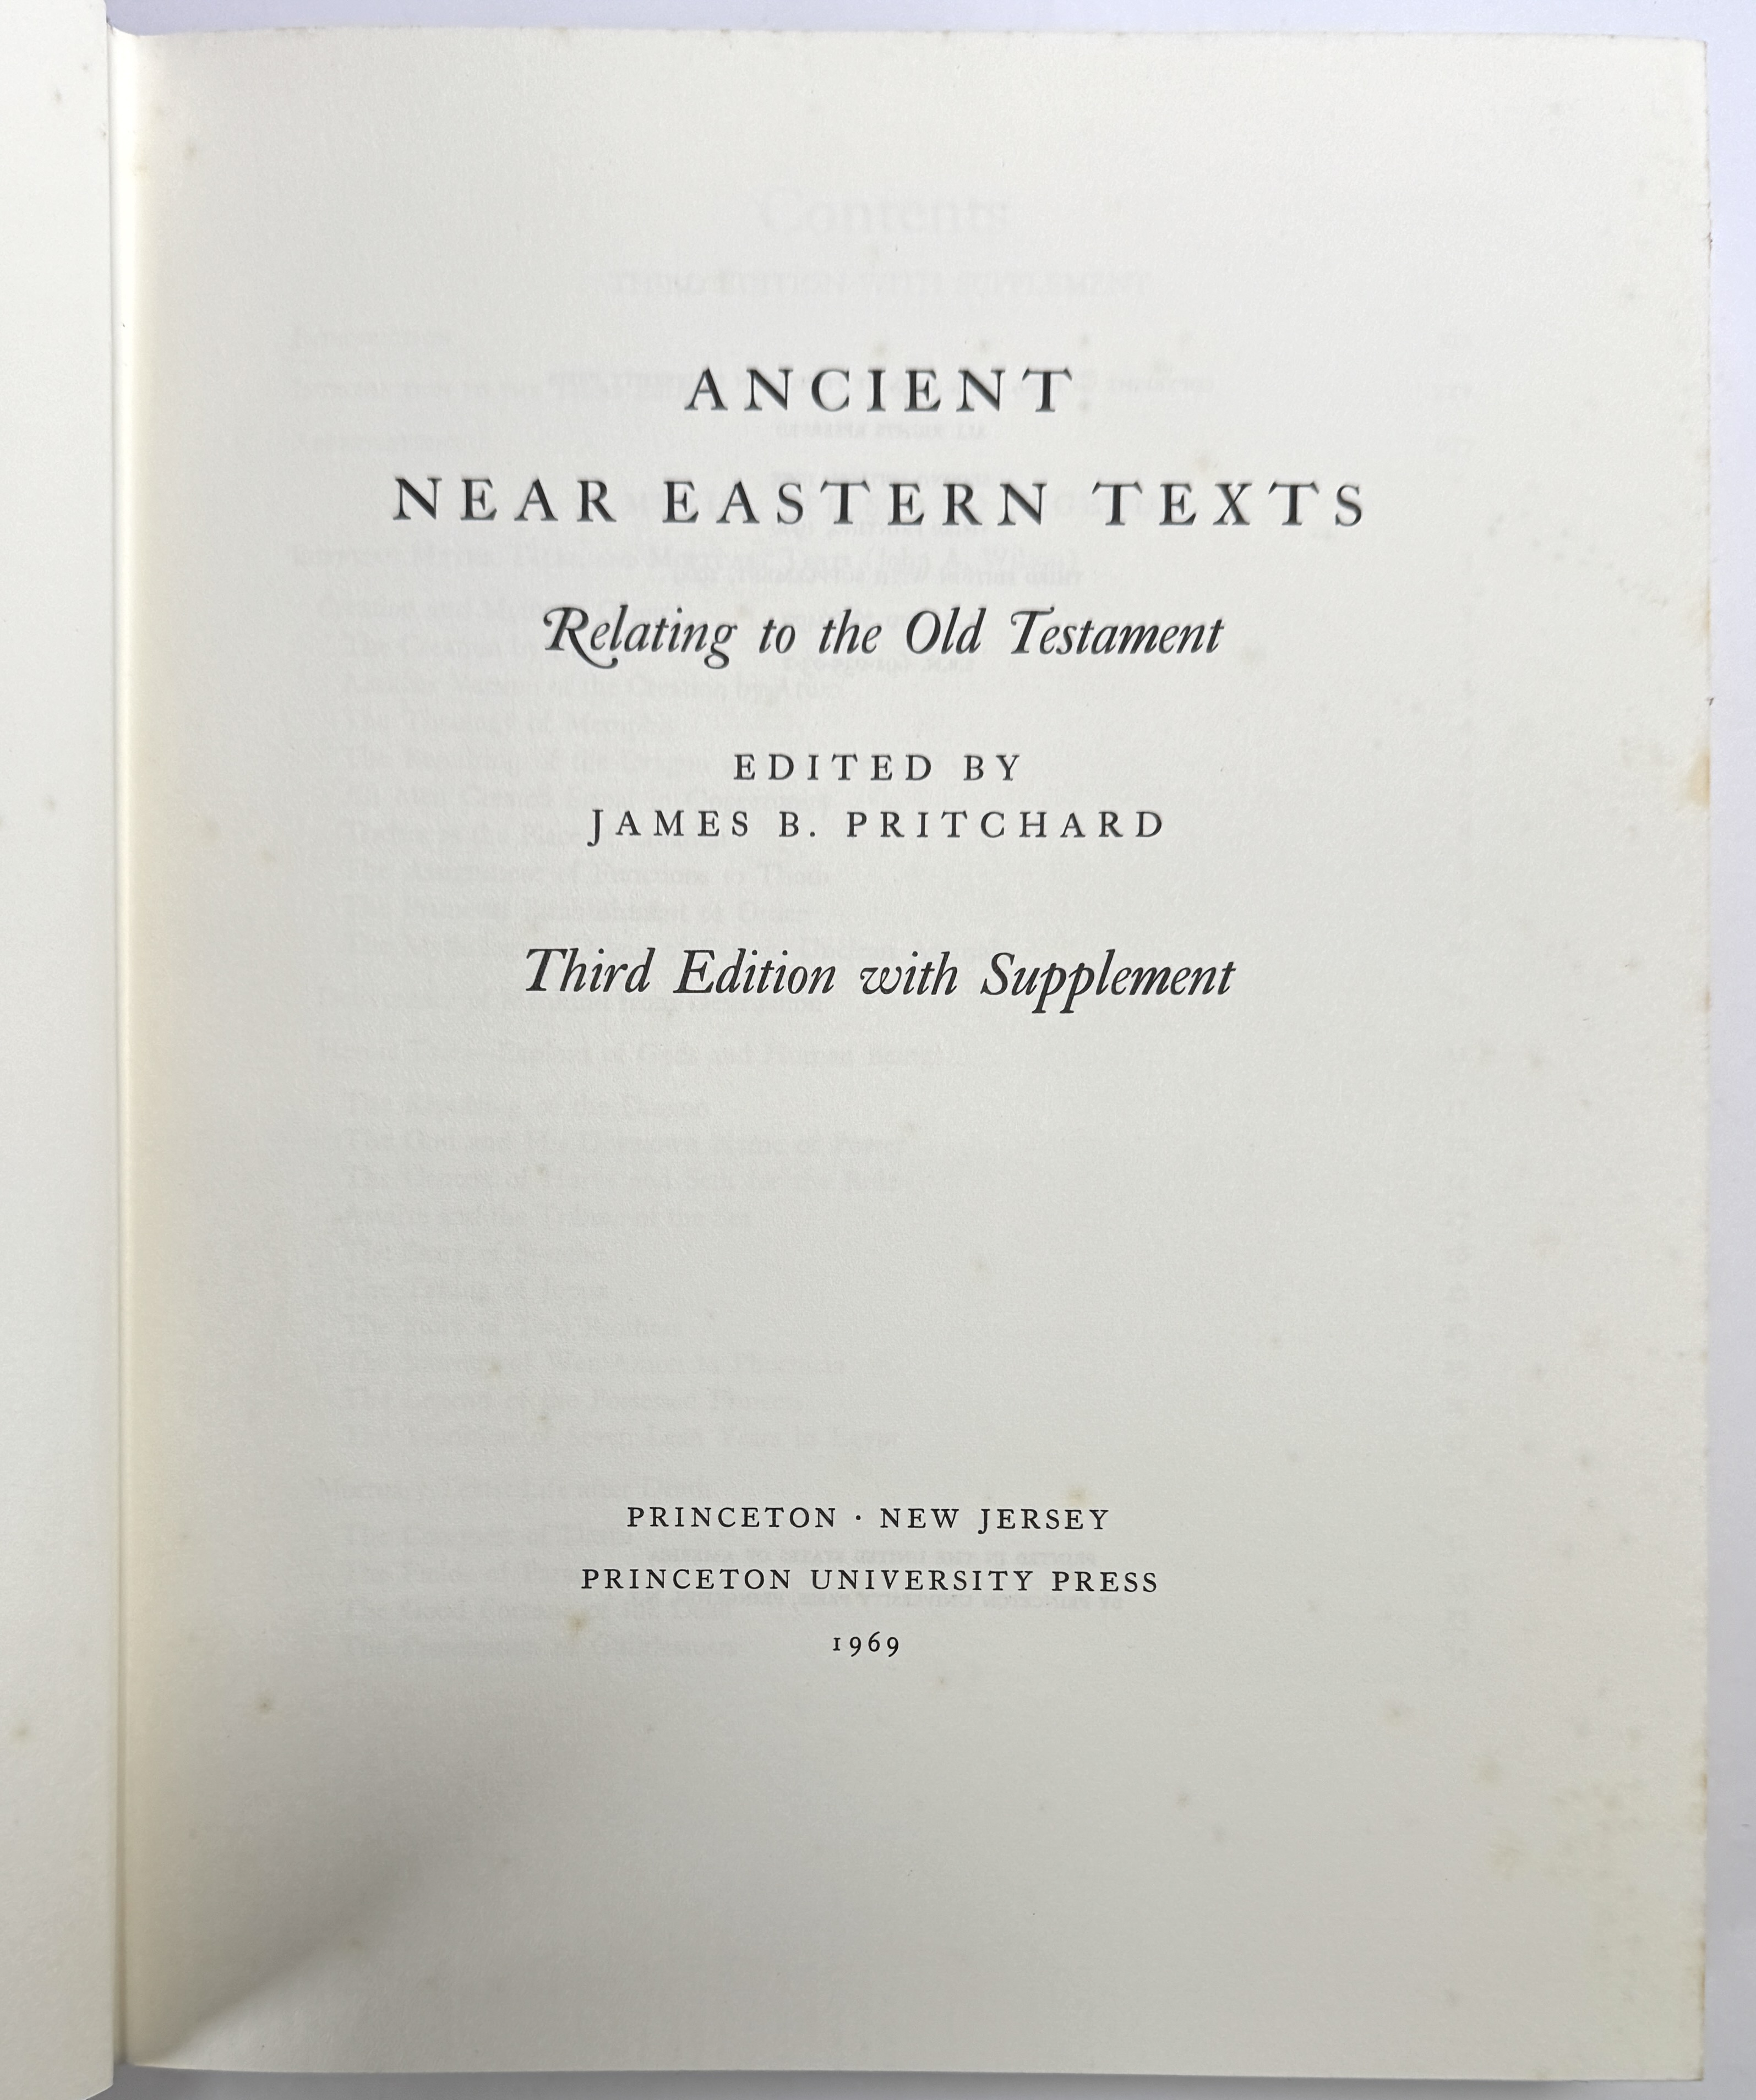 ANCIENT
NEAR EASTERN TEXTS
Relating to the Old Testament
EDITED BY
JAMES B. PRITCHARD
Third Edition with Supplement
PRINCETON · NEW JERSEY
PRINCETON UNIVERSITY PRESS
1969